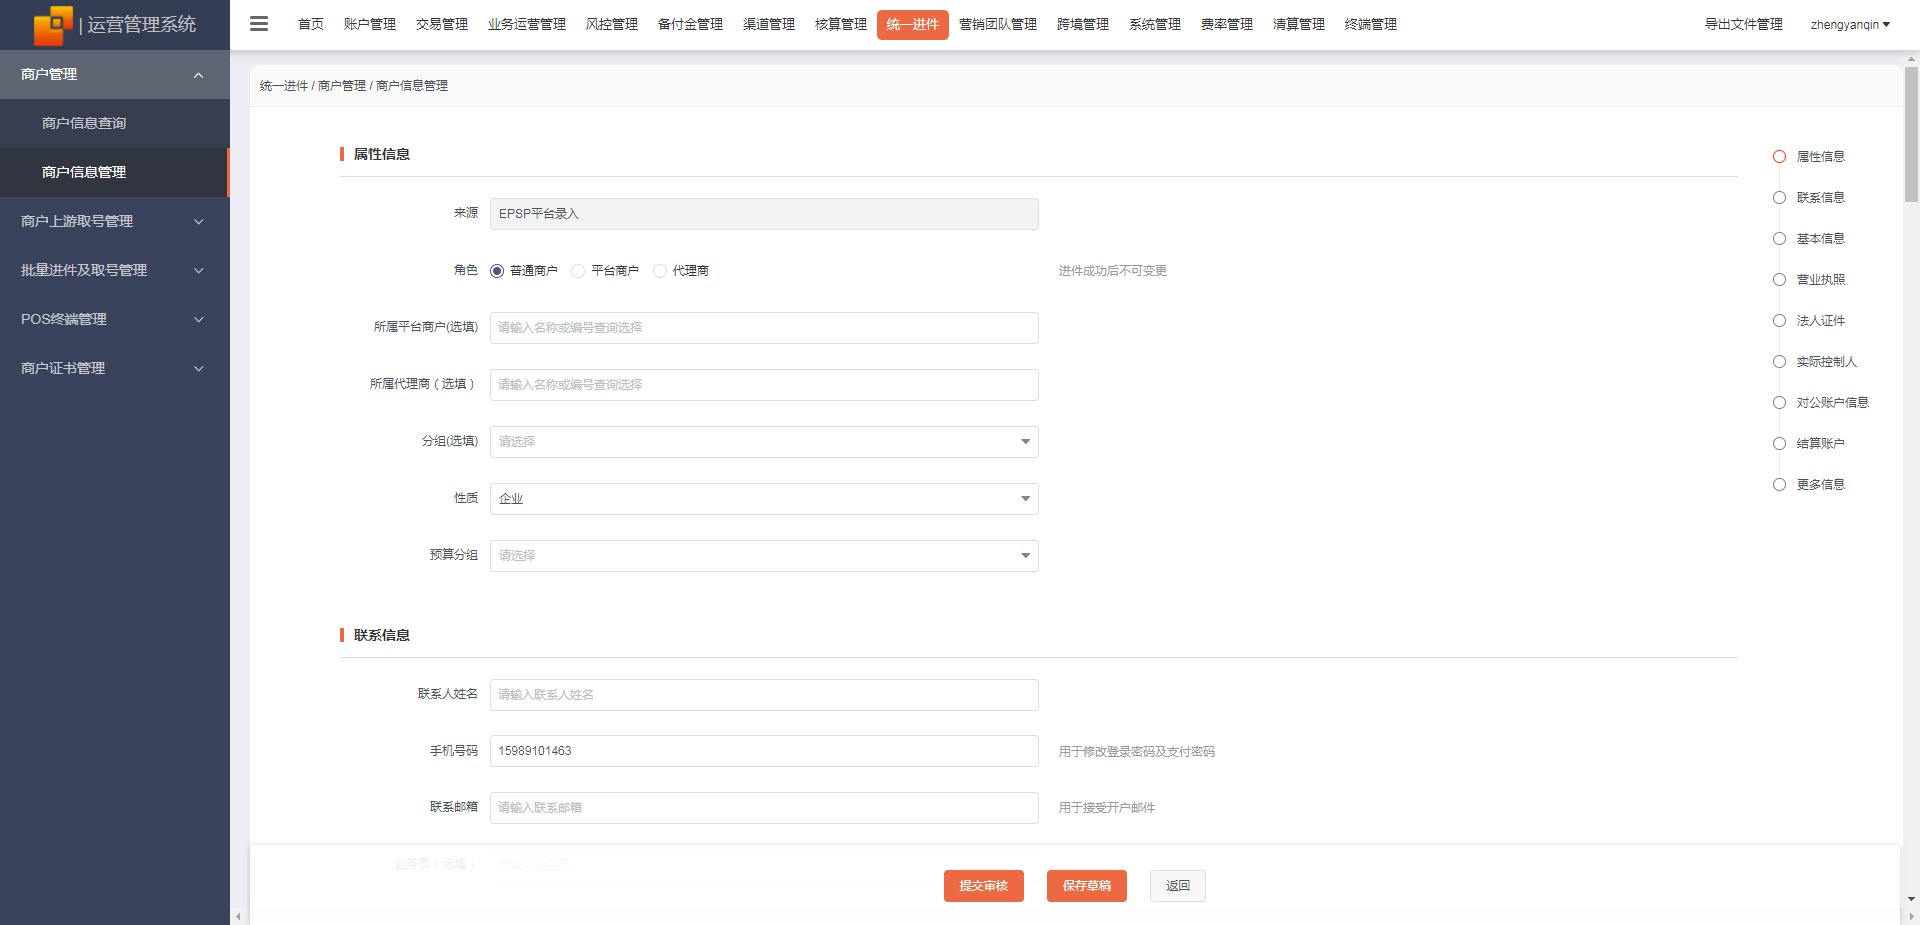 | 运营管理系统
首页 账户管理 交易管理 业务运营管理 风控管理 备付金管理 渠道管理 核算管理 统一进件 营销团队管理 跨境管理 系统管理 费率管理 清算管理 终端管理 导出文件管理 zhengyanqin
商户管理
商户信息查询
商户信息管理
商户上游取号管理
批量进件及取号管理
POS终端管理
商户证书管理
统一进件 / 商户管理 / 商户信息管理
属性信息
来源 EPSP平台录入
角色 普通商户 平台商户 代理商 进件成功后不可变更
所属平台商户(选填) 请输入名称或编号查询选择
所属代理商（选填） 请输入名称或编号查询选择
分组(选填) 请选择
性质 企业
预算分组 请选择
联系信息
联系人姓名 请输入联系人姓名
手机号码 15989101463 用于修改登录密码及支付密码
联系邮箱 请输入联系邮箱 用于接受开户邮件
业务员（选填）
提交审核 保存草稿 返回
属性信息
联系信息
基本信息
营业执照
法人证件
实际控制人
对公账户信息
结算账户
更多信息